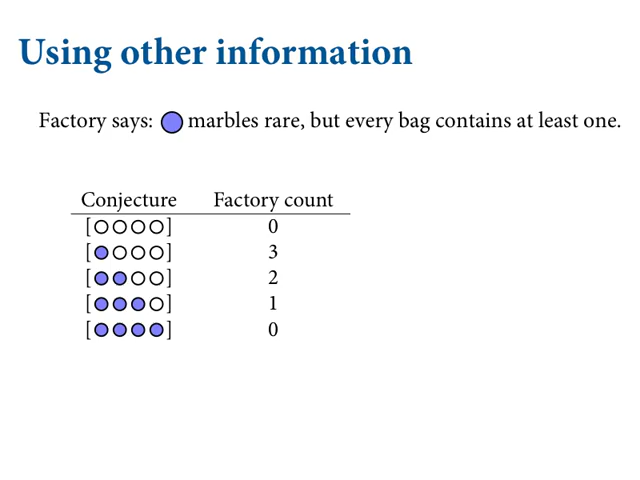 Using other information
Factory says: marbles rare, but every bag contains at least one.
Conjecture Factory count
[○○○○] 0
[●○○○] 3
[●●○○] 2
[●●●○] 1
[●●●●] 0